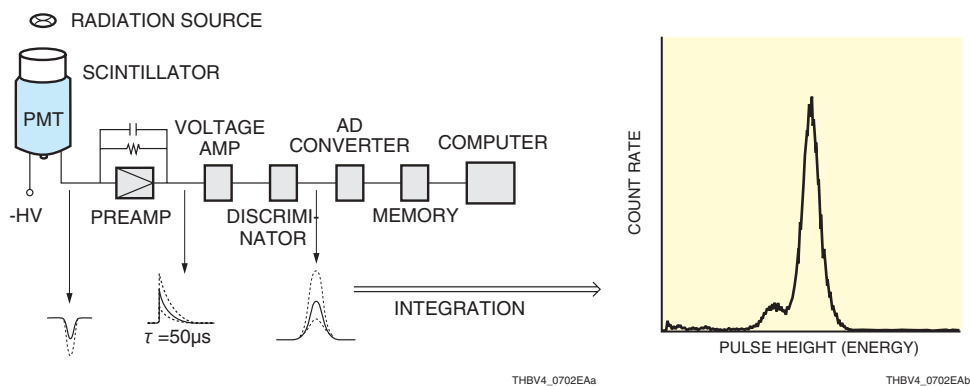 RADIATION SOURCE
SCINTILLATOR
PMT
-HV
PREAMP
VOLTAGE
AMP
DISCRIMI-
NATOR
AD
CONVERTER
MEMORY
COMPUTER
τ =50µs
INTEGRATION
THBV4_0702EAa
COUNT RATE
PULSE HEIGHT (ENERGY)
THBV4_0702EAb